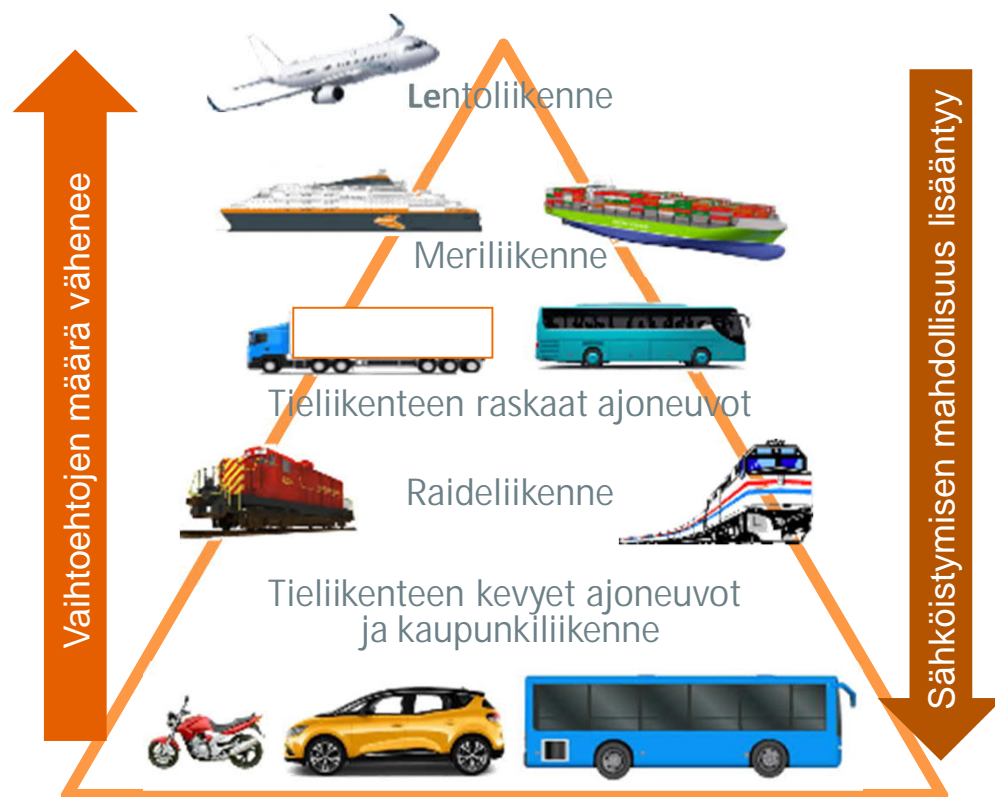 Lentoliikenne
Meriliikenne
Tieliikenteen raskaat ajoneuvot
Raideliikenne
Tieliikenteen kevyet ajoneuvot
ja kaupunkiliikenne
Vaihtoehtojen määrä vähenee
Sähköistymisen mahdollisuus lisääntyy